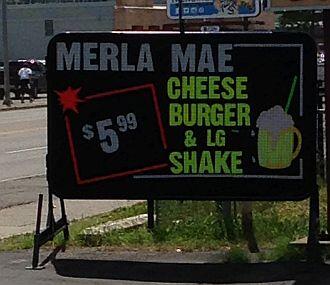 MERLA MAE
$5.99
CHEESE
BURGER
& LG
SHAKE